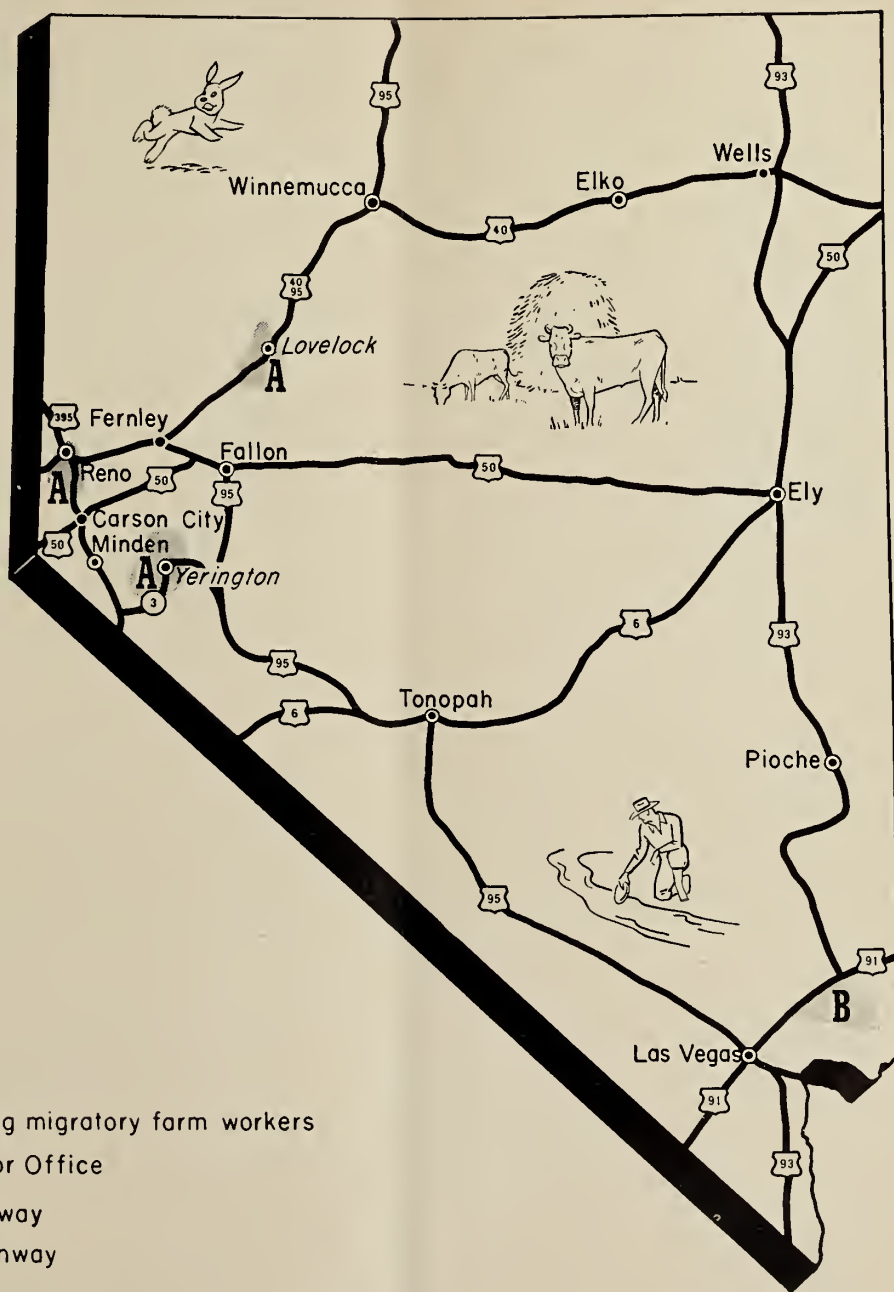 95
93
Wells
Winnemucca
Elko
40
50
40
95
Lovelock
A
395
Fernley
Reno
A
50
Fallon
95
50
Ely
Carson City
50
Minden
A
Yerington
3
6
93
95
6
Tonopah
Pioche
95
91
B
Las Vegas
91
93
g migratory farm workers
or Office
way
hway